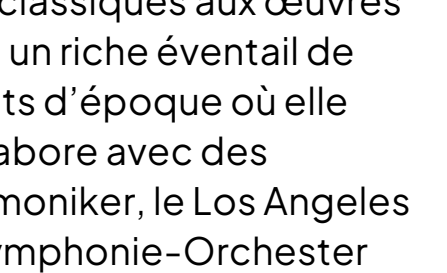 classiques aux œuvres
un riche éventail de
ts d’époque où elle
abore avec des
moniker, le Los Angeles
ymphonie-Orchester